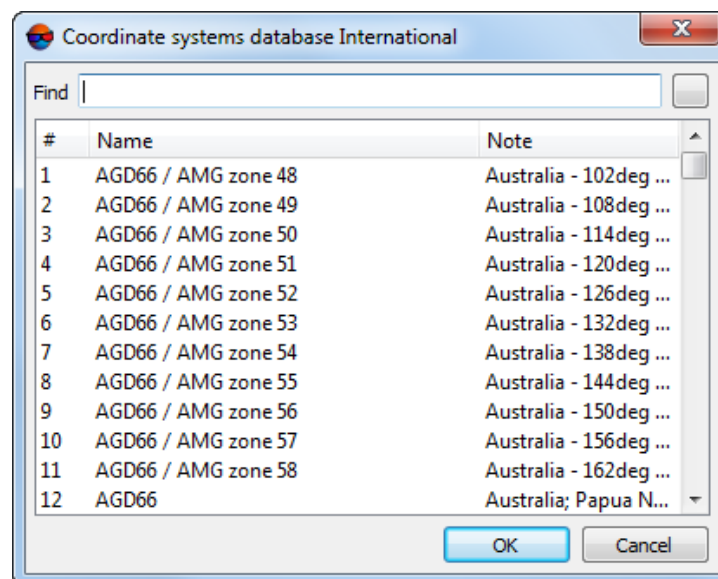 Coordinate systems database International
Find
# Name Note
1 AGD66 / AMG zone 48 Australia - 102deg ...
2 AGD66 / AMG zone 49 Australia - 108deg ...
3 AGD66 / AMG zone 50 Australia - 114deg ...
4 AGD66 / AMG zone 51 Australia - 120deg ...
5 AGD66 / AMG zone 52 Australia - 126deg ...
6 AGD66 / AMG zone 53 Australia - 132deg ...
7 AGD66 / AMG zone 54 Australia - 138deg ...
8 AGD66 / AMG zone 55 Australia - 144deg ...
9 AGD66 / AMG zone 56 Australia - 150deg ...
10 AGD66 / AMG zone 57 Australia - 156deg ...
11 AGD66 / AMG zone 58 Australia - 162deg ...
12 AGD66 Australia; Papua N...
OK Cancel